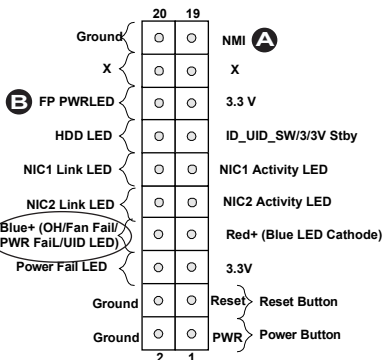 20 19
Ground NMI A
X X
B FP PWRLED 3.3 V
HDD LED ID_UID_SW/3/3V Stby
NIC1 Link LED NIC1 Activity LED
NIC2 Link LED NIC2 Activity LED
Blue+ (OH/Fan Fail/
PWR FaiL/UID LED) Red+ (Blue LED Cathode)
Power Fail LED 3.3V
Ground Reset Reset Button
Ground PWR Power Button
2 1